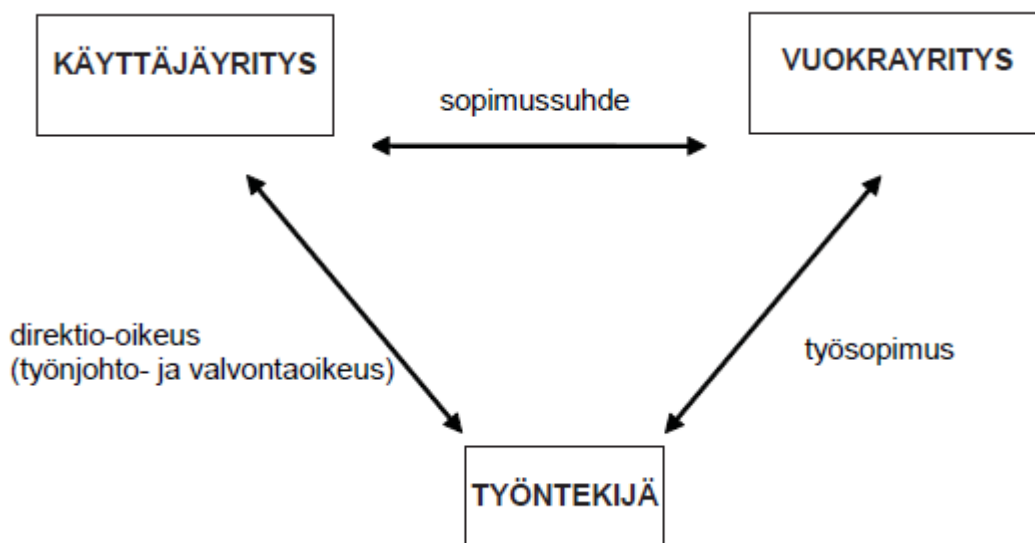 KÄYTTÄJÄYRITYS
VUOKRAYRITYS
sopimussuhde
direktio-oikeus
(työnjohto- ja valvontaoikeus)
työsopimus
TYÖNTEKIJÄ